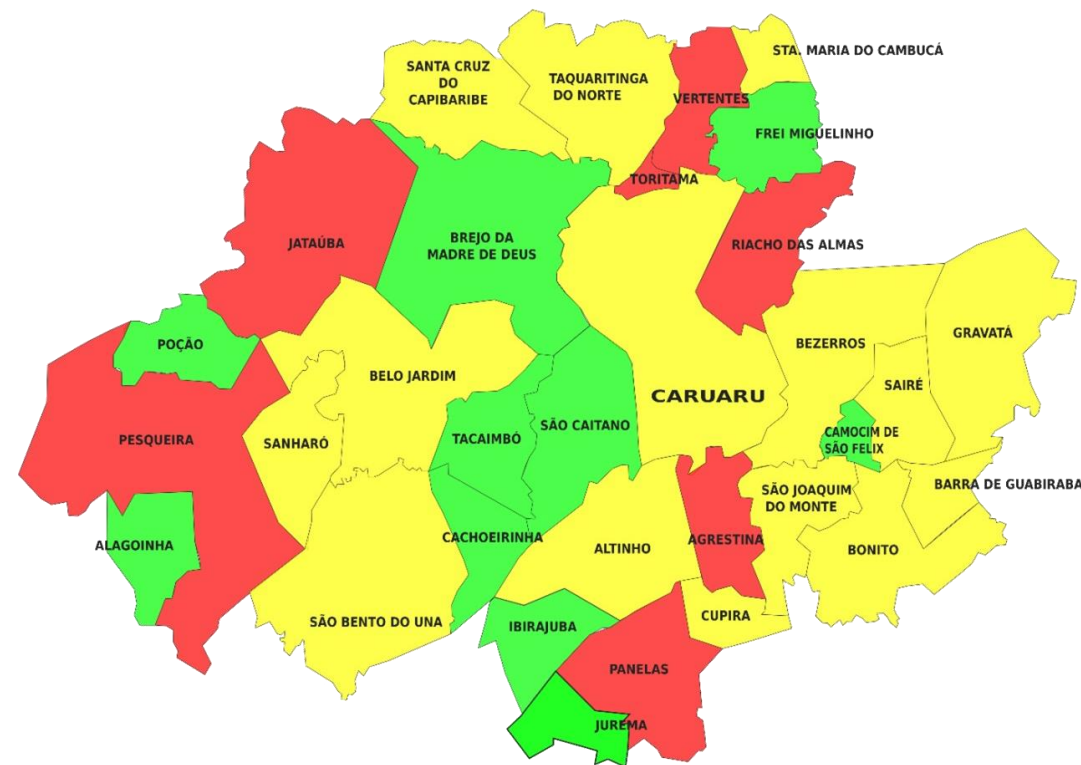 STA. MARIA DO CAMBUCÁ
SANTA CRUZ
DO
CAPIBARIBE
TAQUARITINGA
DO NORTE
VERTENTES
FREI MIGUELINHO
TORITAMA
JATAÚBA
BREJO DA
MADRE DE DEUS
RIACHO DAS ALMAS
GRAVATÁ
POÇÃO
BEZERROS
BELO JARDIM
SAIRÉ
CARUARU
PESQUEIRA
SANHARÓ
TACAIMBÓ
SÃO CAITANO
CAMOCIM DE
SÃO FELIX
BARRA DE GUABIRABA
SÃO JOAQUIM
DO MONTE
ALAGOINHA
CACHOEIRINHA
ALTINHO
AGRESTINA
BONITO
SÃO BENTO DO UNA
IBIRAJUBA
CUPIRA
PANELAS
JUREMA